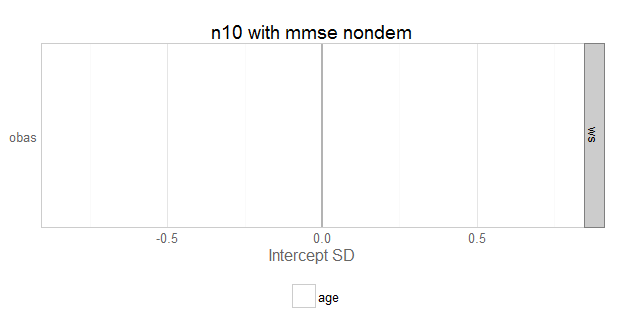 n10 with mmse nondem
obas
ws
-0.5 0.0 0.5
Intercept SD
age